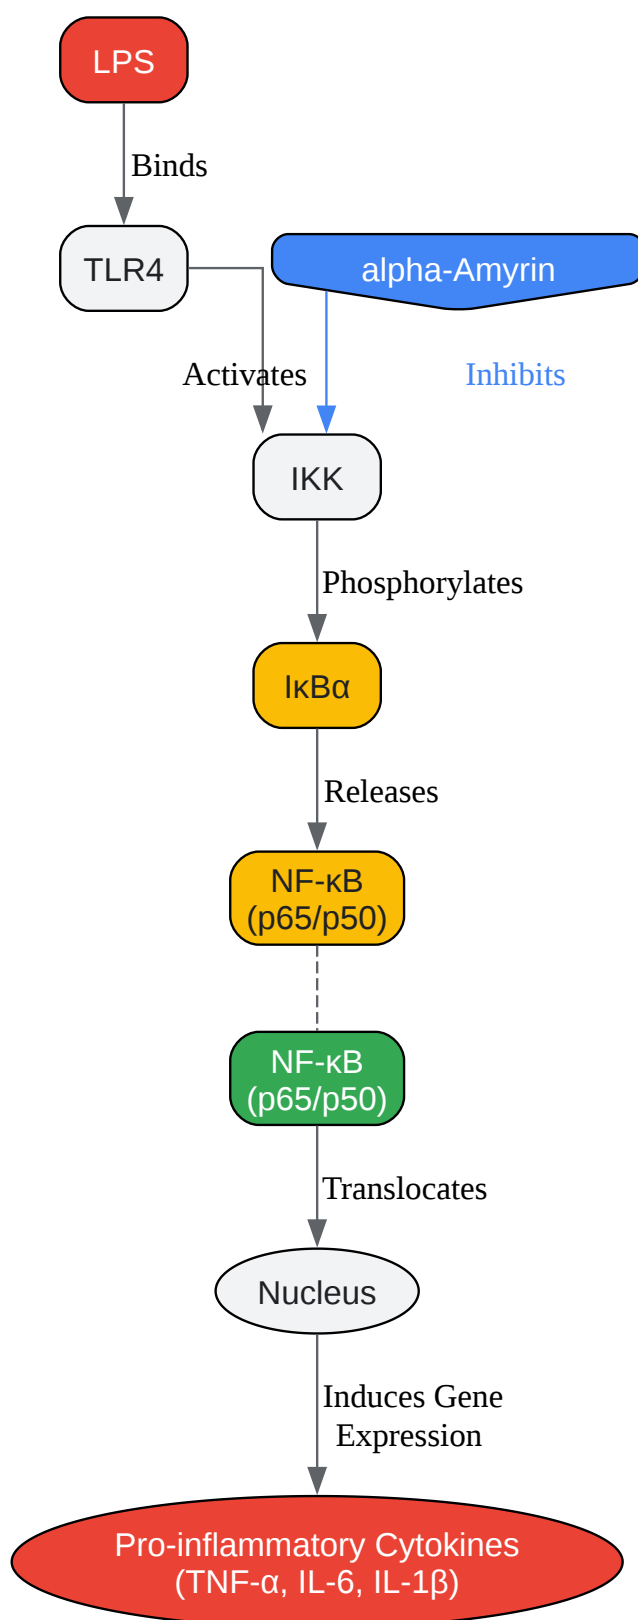 LPS
Binds
TLR4
alpha-Amyrin
Activates
Inhibits
IKK
Phosphorylates
IκBα
Releases
NF-κB
(p65/p50)
NF-κB
(p65/p50)
Translocates
Nucleus
Induces Gene
Expression
Pro-inflammatory Cytokines
(TNF-α, IL-6, IL-1β)